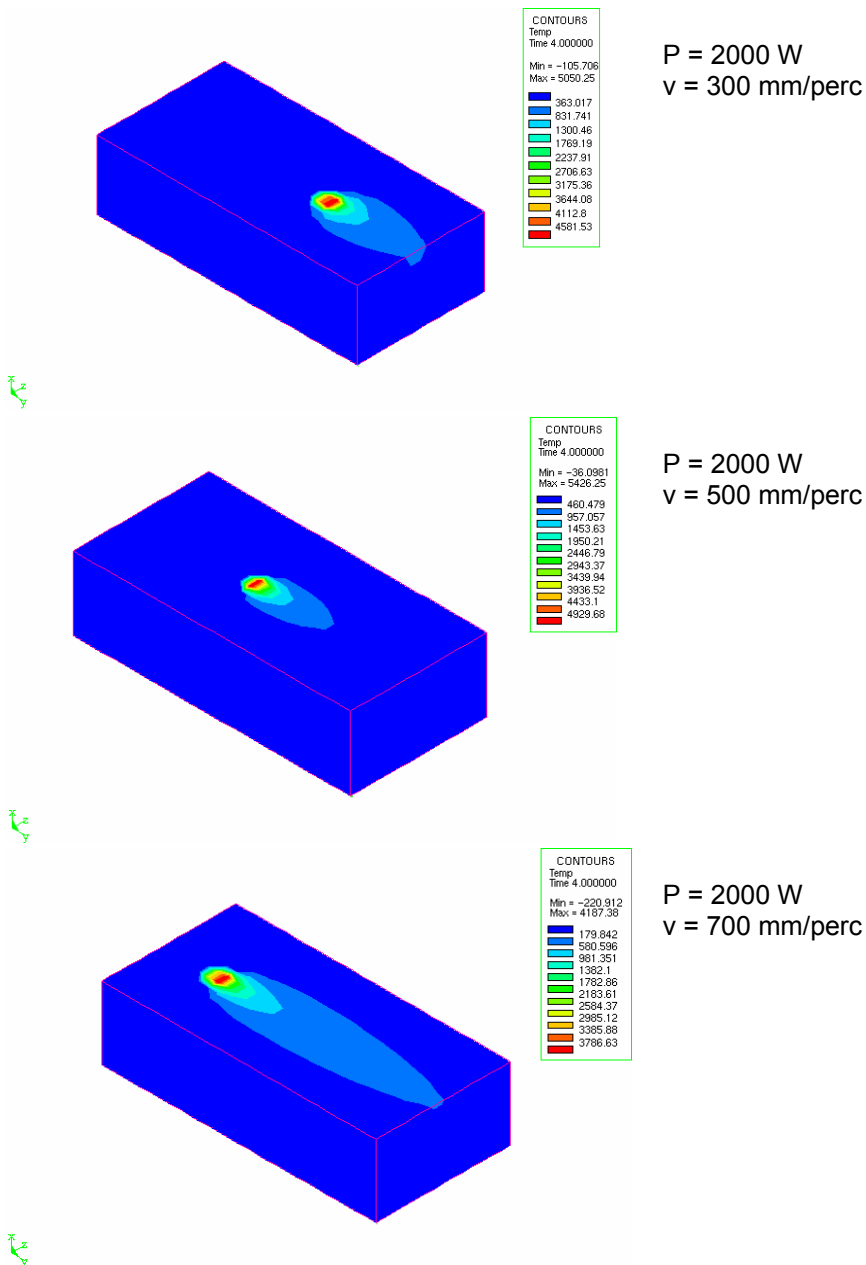 CONTOURS
Temp
Time 4.000000
Min = -105.706
Max = 5050.25
363.017
831.741
1300.46
1769.19
2237.91
2706.63
3175.36
3644.08
4112.8
4581.53
P = 2000 W
v = 300 mm/perc
x
z
y
CONTOURS
Temp
Time 4.000000
Min = -36.0981
Max = 5426.25
460.479
957.057
1453.63
1950.21
2446.79
2943.37
3439.94
3936.52
4433.1
4929.68
P = 2000 W
v = 500 mm/perc
x
z
y
CONTOURS
Temp
Time 4.000000
Min = -220.912
Max = 4187.38
179.842
580.596
981.351
1382.1
1782.86
2183.61
2584.37
2985.12
3385.88
3786.63
P = 2000 W
v = 700 mm/perc
x
z
y